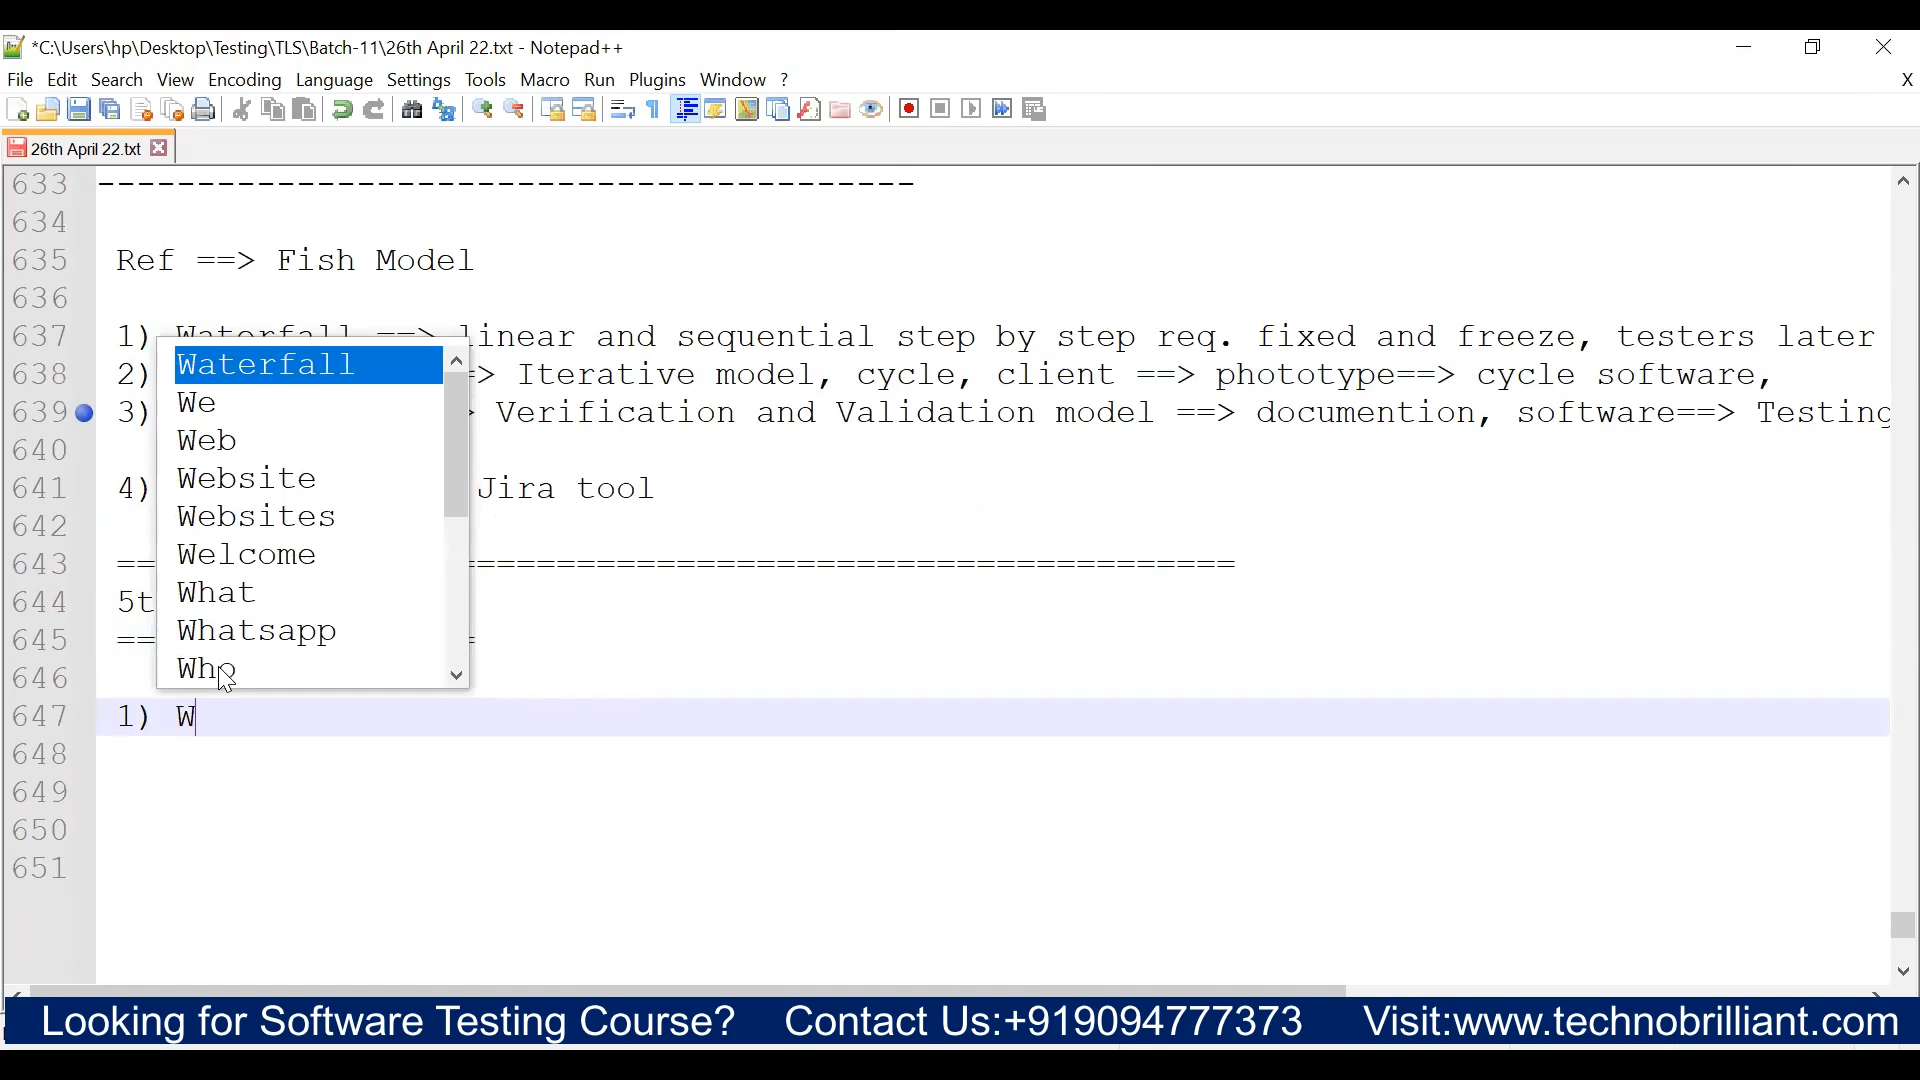 *C:\Users\hp\Desktop\Testing\TLS\Batch-11\26th April 22.txt - Notepad++
File Edit Search View Encoding Language Settings Tools Macro Run Plugins Window ? X
26th April 22.txt
633 -----------------------------------------
634
635 Ref ==> Fish Model
636
637 1) Waterfall ==> linear and sequential step by step req. fixed and freeze, testers later
638 2) => Iterative model, cycle, client ==> phototype==> cycle software,
639 3) > Verification and Validation model ==> documention, software==> Testing
640
641 4) Jira tool
642
643 ========================================
644 5t
645 ==
646
647 1) W
648
649
650
651
Waterfall
We
Web
Website
Websites
Welcome
What
Whatsapp
Who
Looking for Software Testing Course? Contact Us:+919094777373 Visit:www.technobrilliant.com